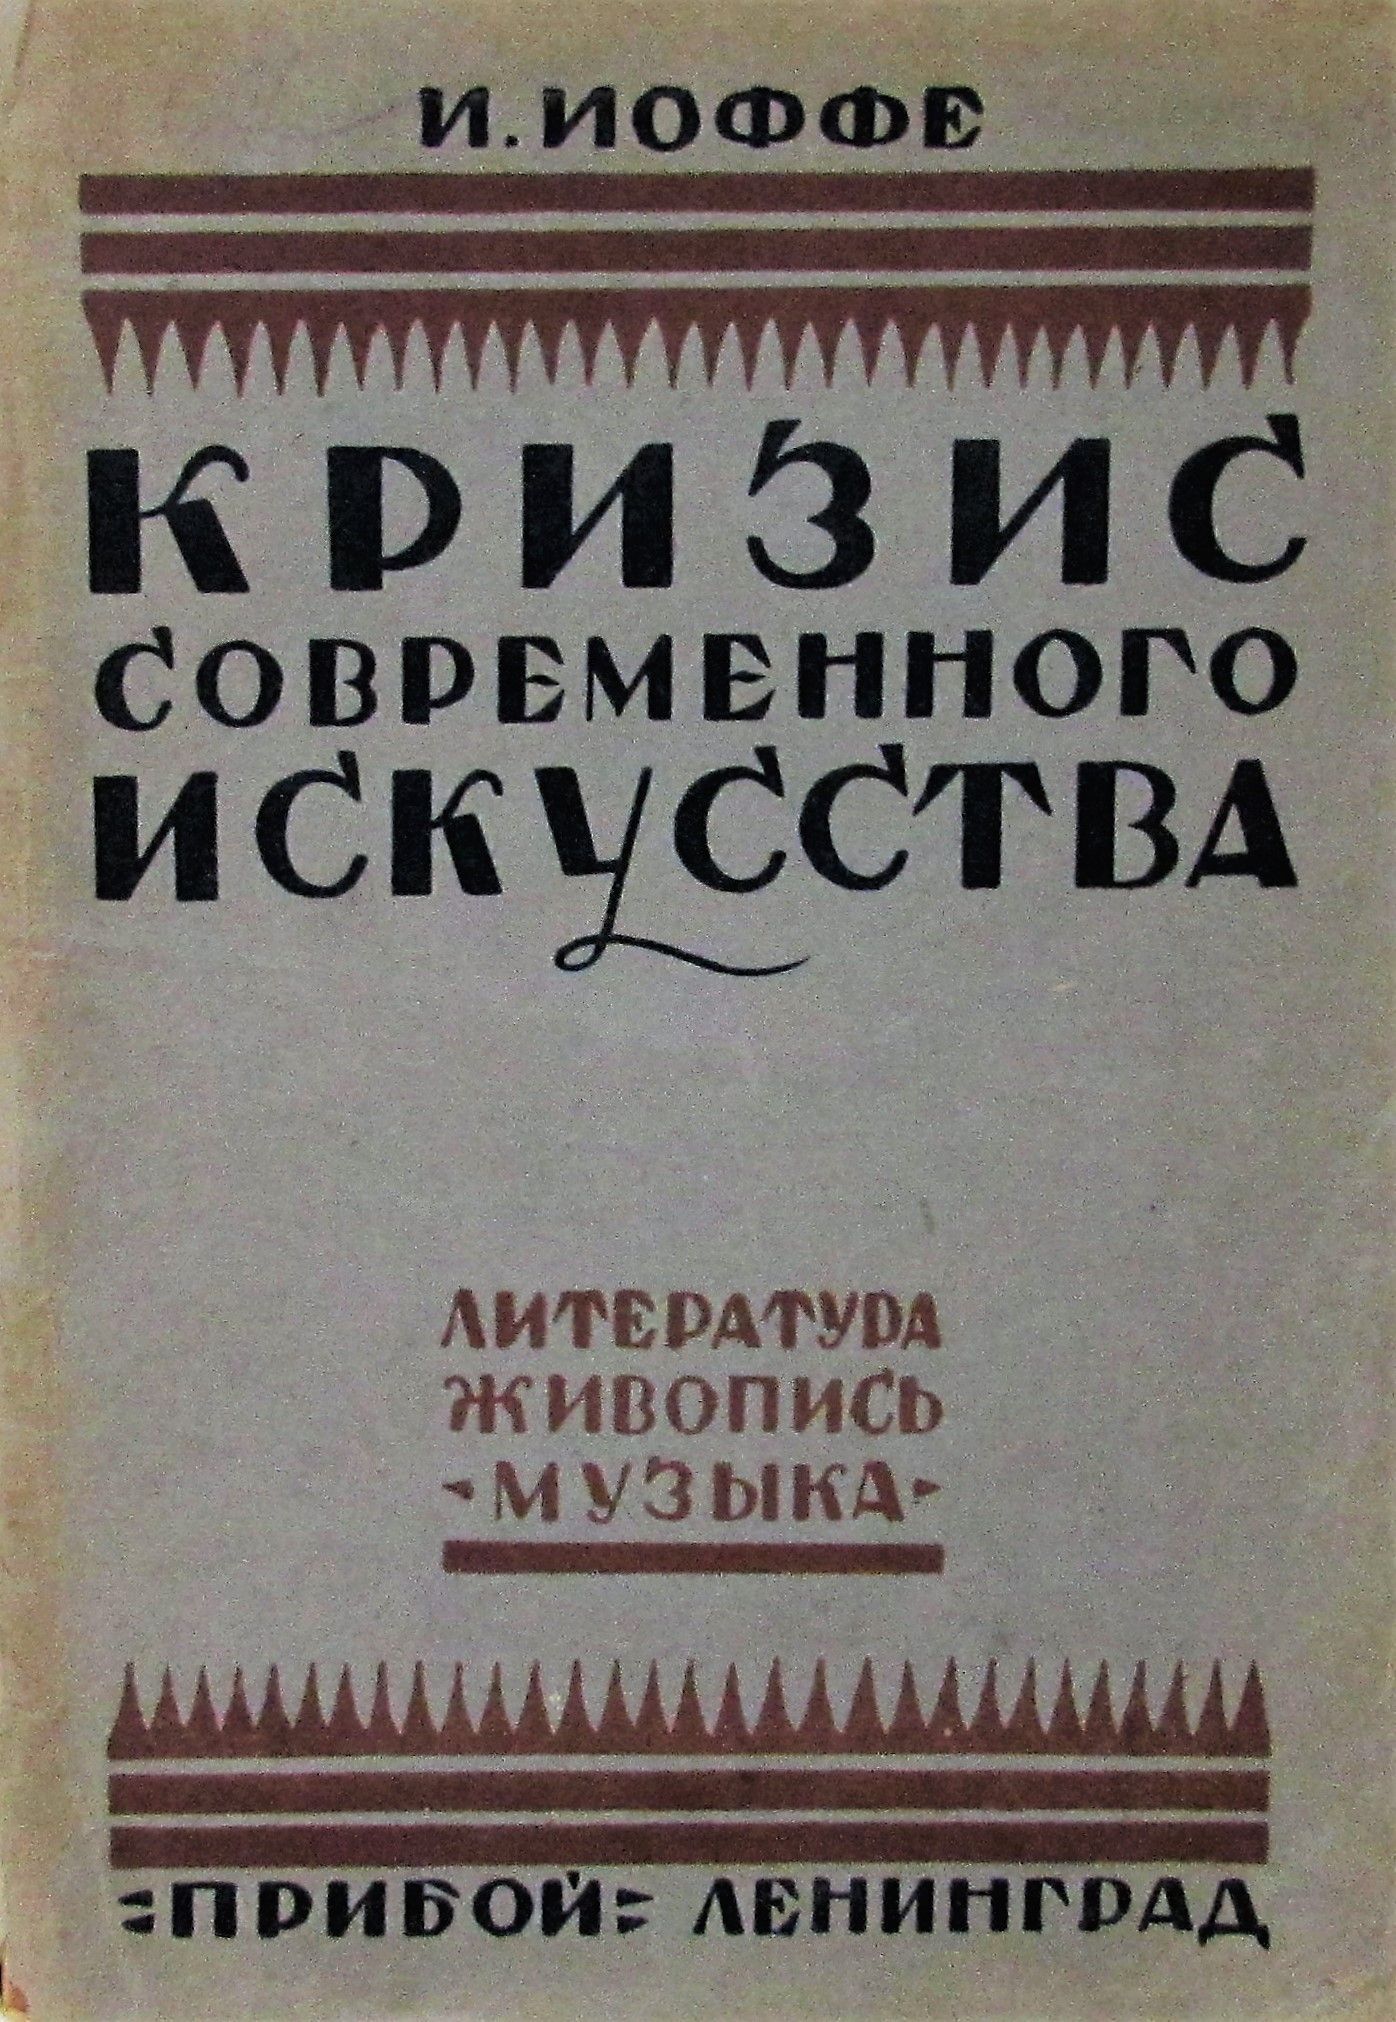 И. ИОФФЕ
КРИЗИС
СОВРЕМЕННОГО
ИСКУССТВА
ЛИТЕРАТУРА
ЖИВОПИСЬ
МУЗЫКА
«ПРИБОЙ» ЛЕНИНГРАД